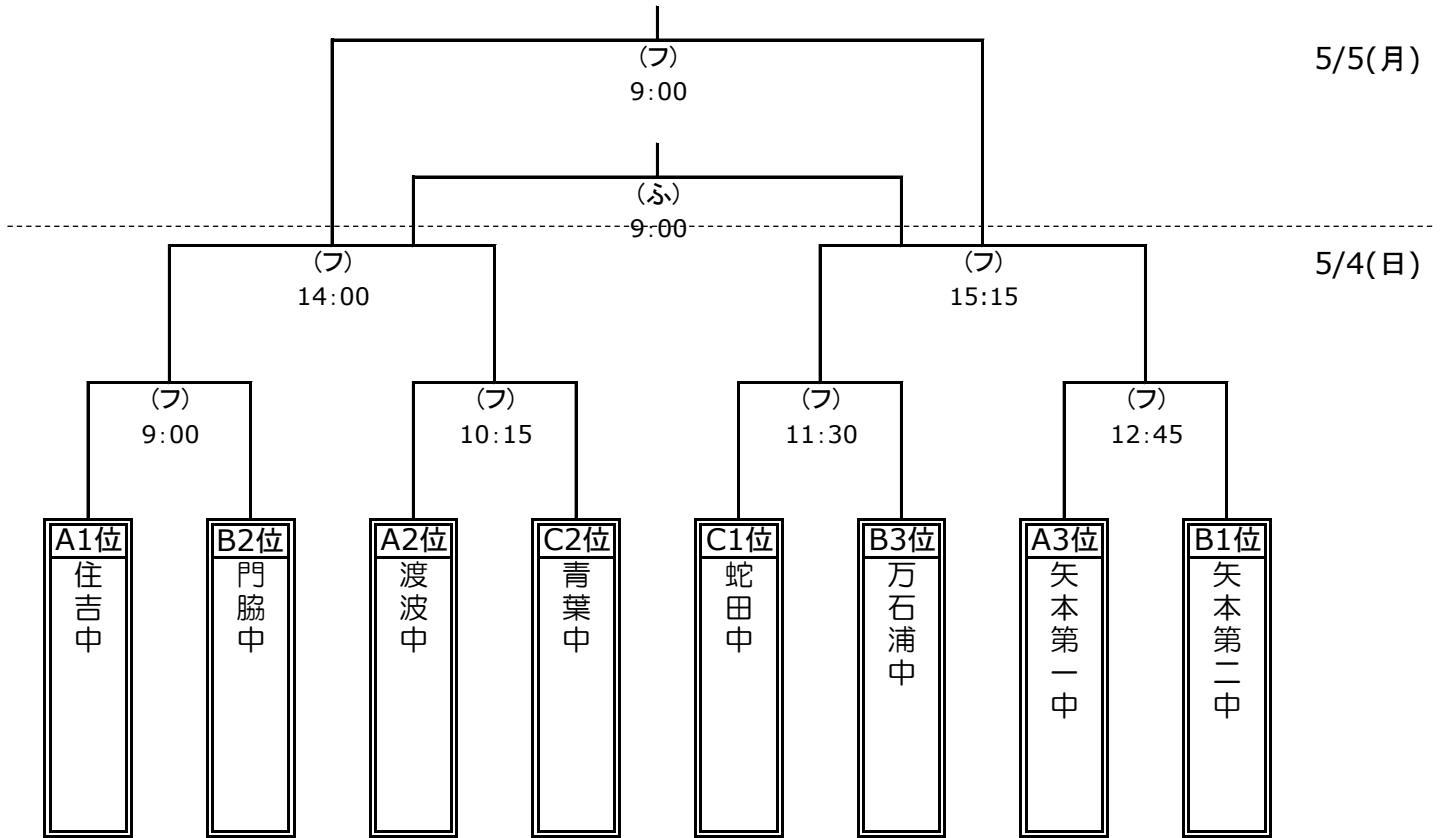 (フ)
9:00
5/5(月)
(ふ)
9:00
(フ)
14:00
(フ)
15:15
5/4(日)
(フ)
9:00
(フ)
10:15
(フ)
11:30
(フ)
12:45
A1位
住吉中
B2位
門脇中
A2位
渡波中
C2位
青葉中
C1位
蛇田中
B3位
万石浦中
A3位
矢本第一中
B1位
矢本第二中